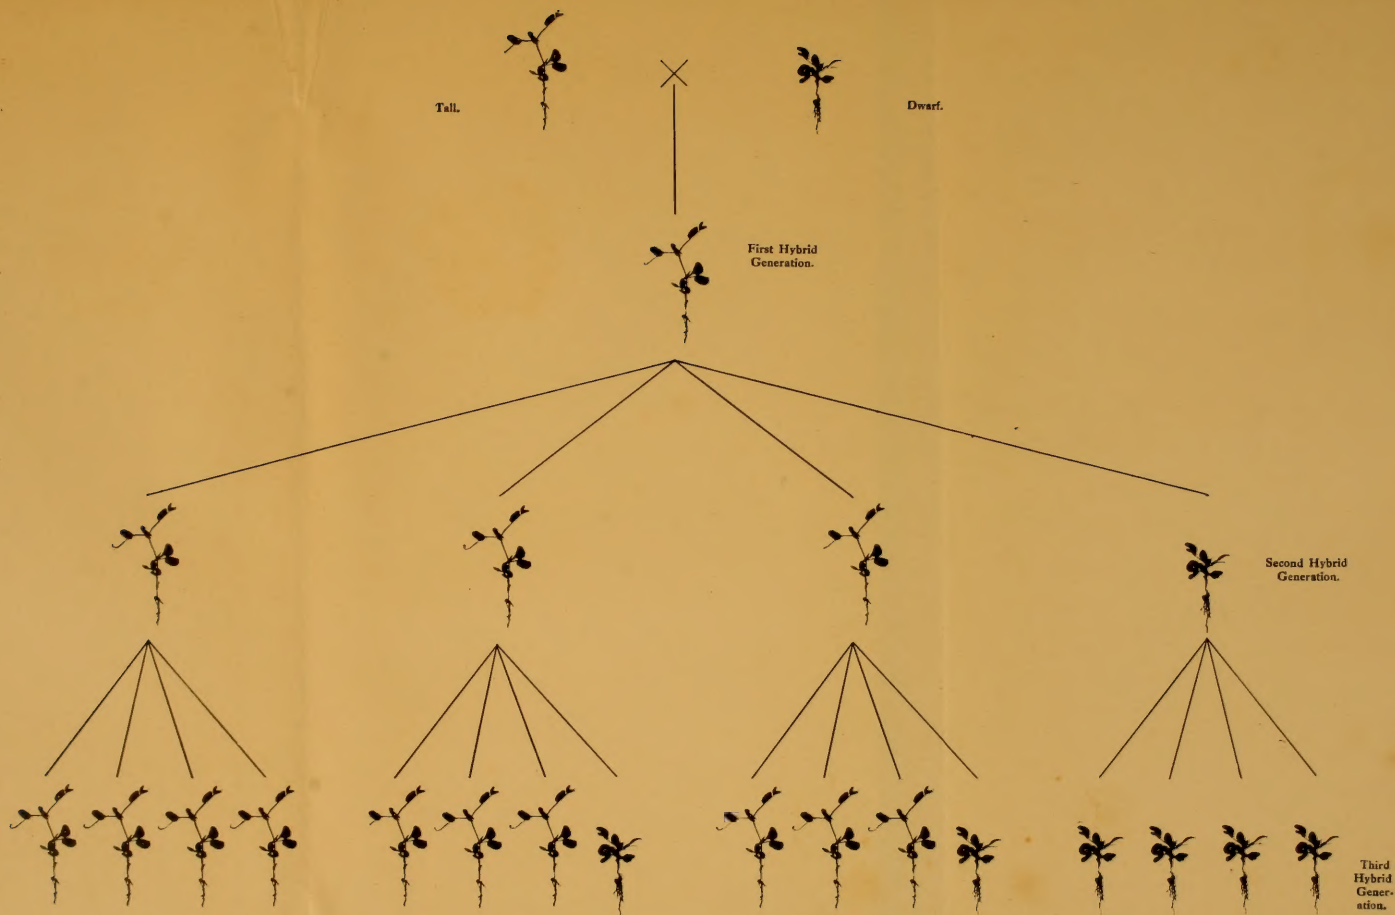 Tall.
Dwarf.
First Hybrid
Generation.
Second Hybrid
Generation.
Third
Hybrid
Gener-
ation.